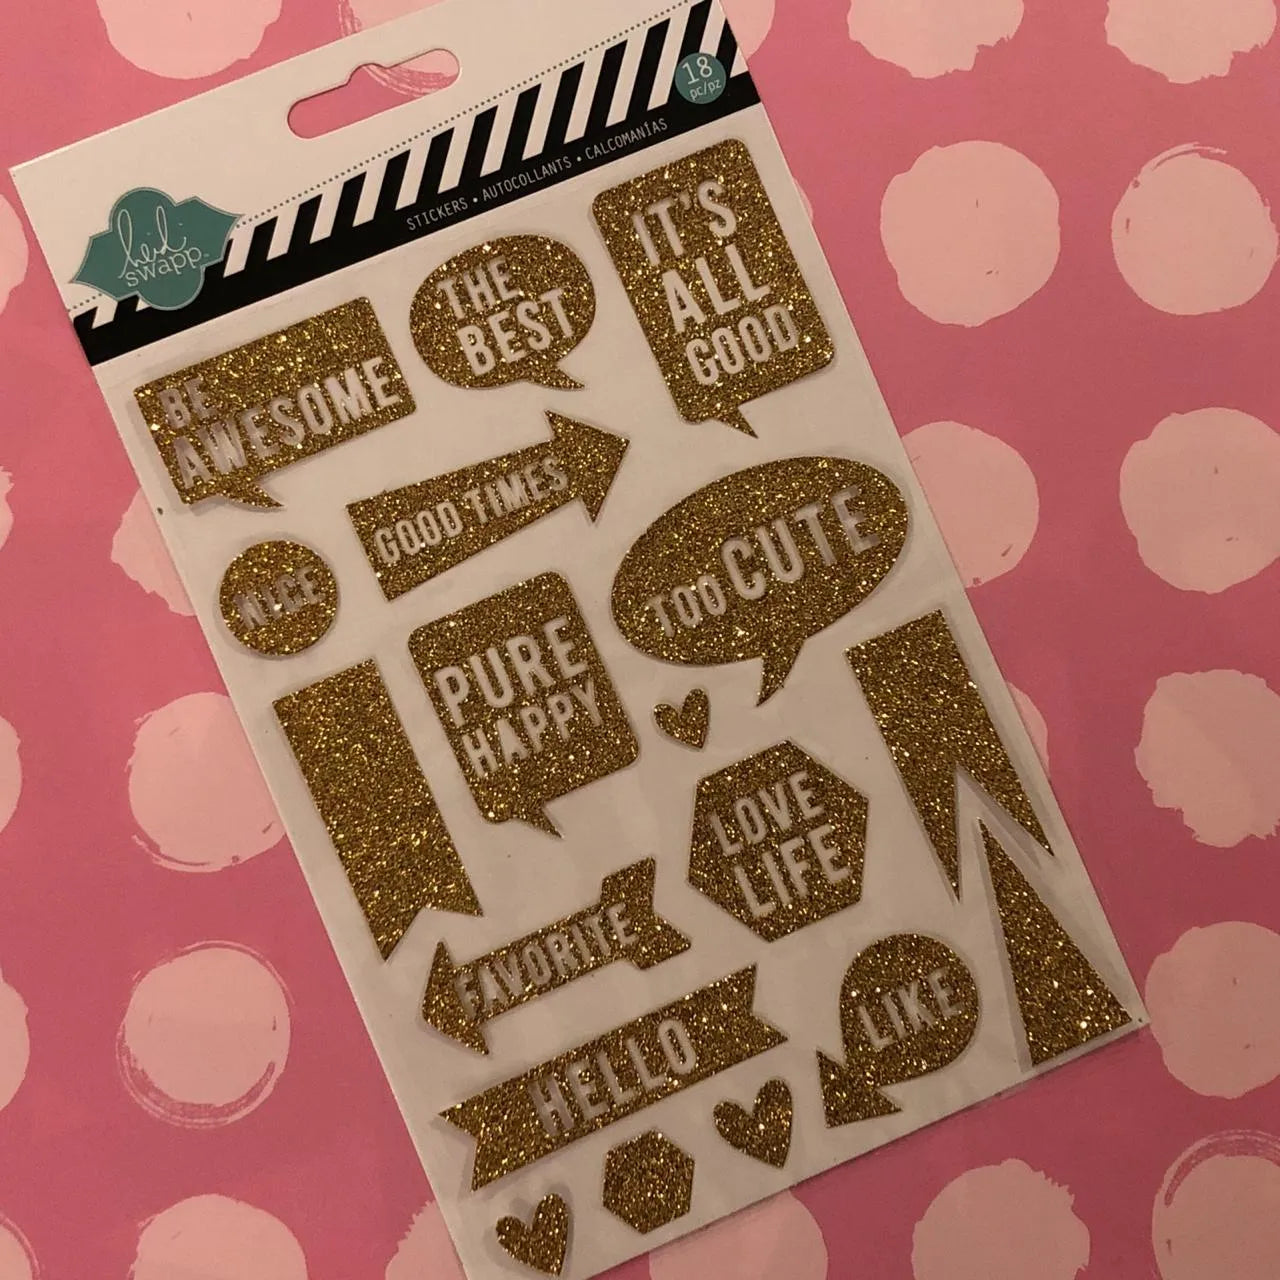 heidi
swapp™
18
pc/pz
STICKERS • AUTOCOLLANTS • CALCOMANÍAS
BE
AWESOME
THE
BEST
IT'S
ALL
GOOD
GOOD TIMES
NICE
TOO CUTE
PURE
HAPPY
LOVE
LIFE
FAVORITE
HELLO
LIKE